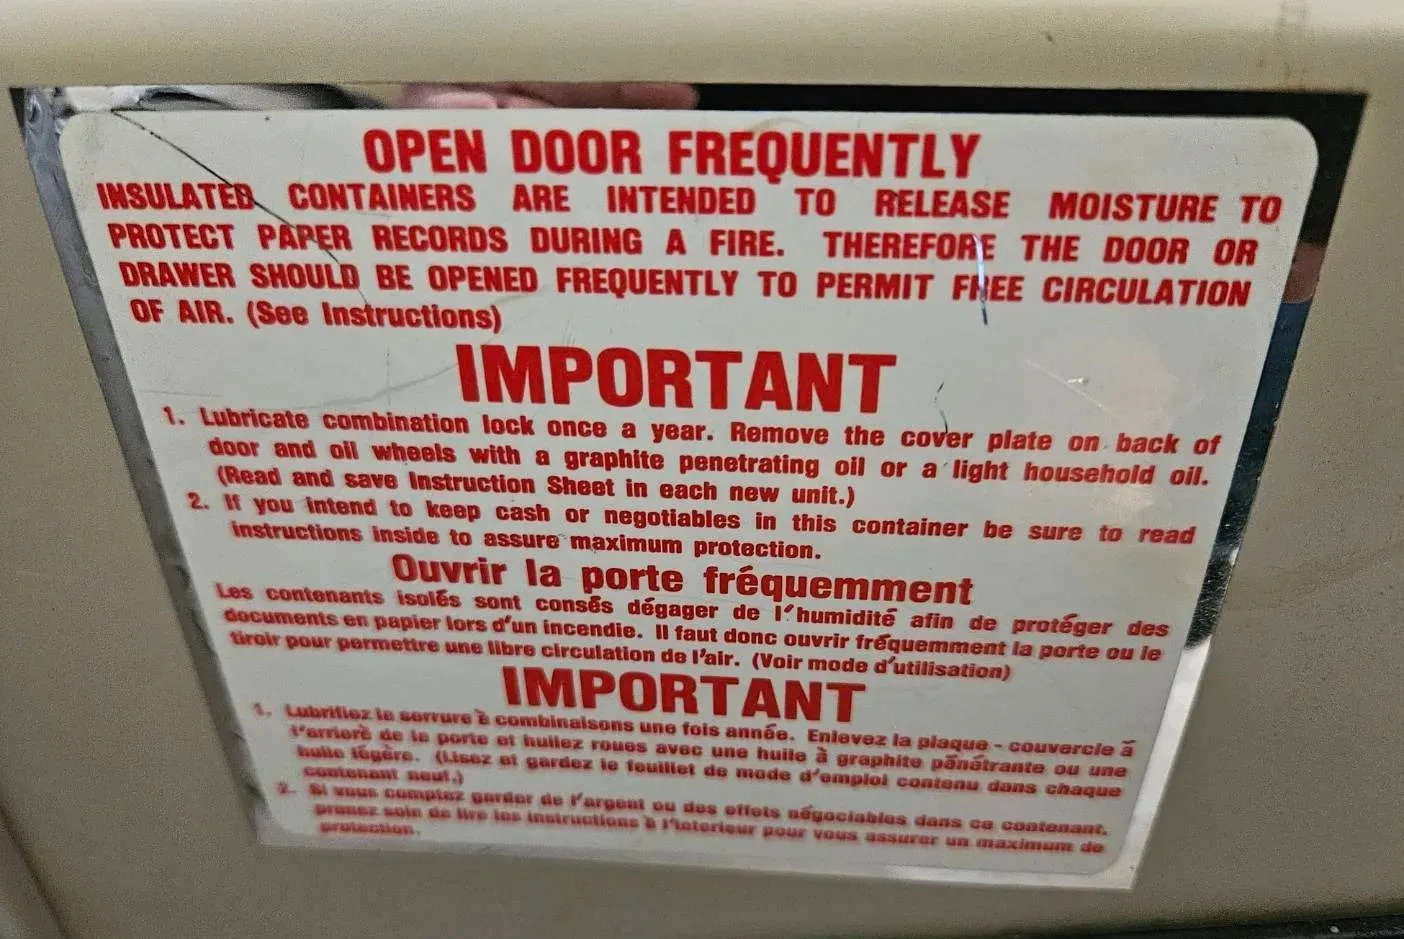 OPEN DOOR FREQUENTLY
INSULATED CONTAINERS ARE INTENDED TO RELEASE MOISTURE TO
PROTECT PAPER RECORDS DURING A FIRE. THEREFORE THE DOOR OR
DRAWER SHOULD BE OPENED FREQUENTLY TO PERMIT FREE CIRCULATION
OF AIR. (See Instructions)
IMPORTANT
1. Lubricate combination lock once a year. Remove the cover plate on back of
door and oil wheels with a graphite penetrating oil or a light household oil.
(Read and save Instruction Sheet in each new unit.)
2. If you intend to keep cash or negotiables in this container be sure to read
instructions inside to assure maximum protection.
Ouvrir la porte fréquemment
Les contenants isolés sont consés dégager de l'humidité afin de protéger des
documents en papier lors d'un incendie. Il faut donc ouvrir fréquemment la porte ou le
tiroir pour permettre une libre circulation de l'air. (Voir mode d'utilisation)
IMPORTANT
1. Lubrifiez la serrure à combinaisons une fois année. Enlevez la plaque - couvercle á
l'arrierè de la porte et huilez roues avec une huile à graphite pãnétrante ou une
huile légère. (Lisez et gardez le feuillet de mode d'emploi contenu dans chaque
contenant neuf.)
2. Si vous comptez garder de l'argent ou des effets négociables dans ce contenant,
prenez soin de lire les instructions à l'interieur pour vous assurer un maximum de
protection.